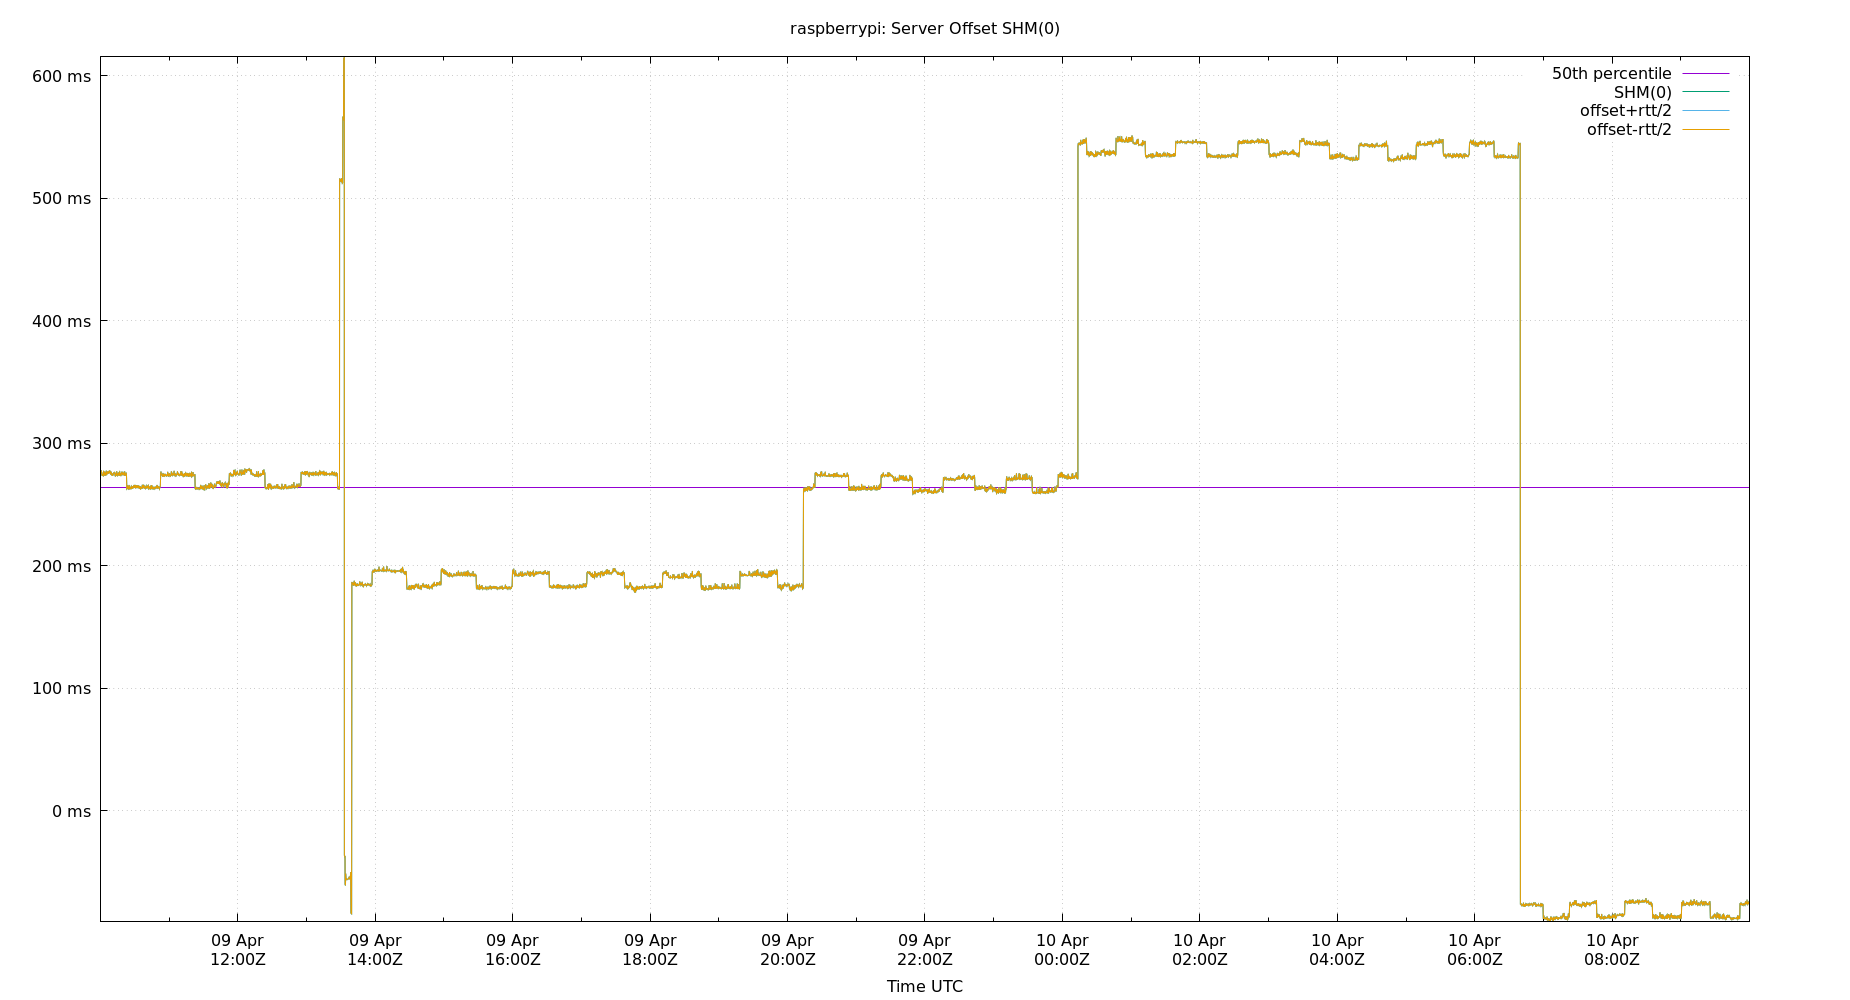 raspberrypi: Server Offset SHM(0)
600 ms
500 ms
400 ms
300 ms
200 ms
100 ms
0 ms
50th percentile
SHM(0)
offset+rtt/2
offset-rtt/2
09 Apr 09 Apr 09 Apr 09 Apr 09 Apr 09 Apr 10 Apr 10 Apr 10 Apr 10 Apr 10 Apr
12:00Z 14:00Z 16:00Z 18:00Z 20:00Z 22:00Z 00:00Z 02:00Z 04:00Z 06:00Z 08:00Z
Time UTC